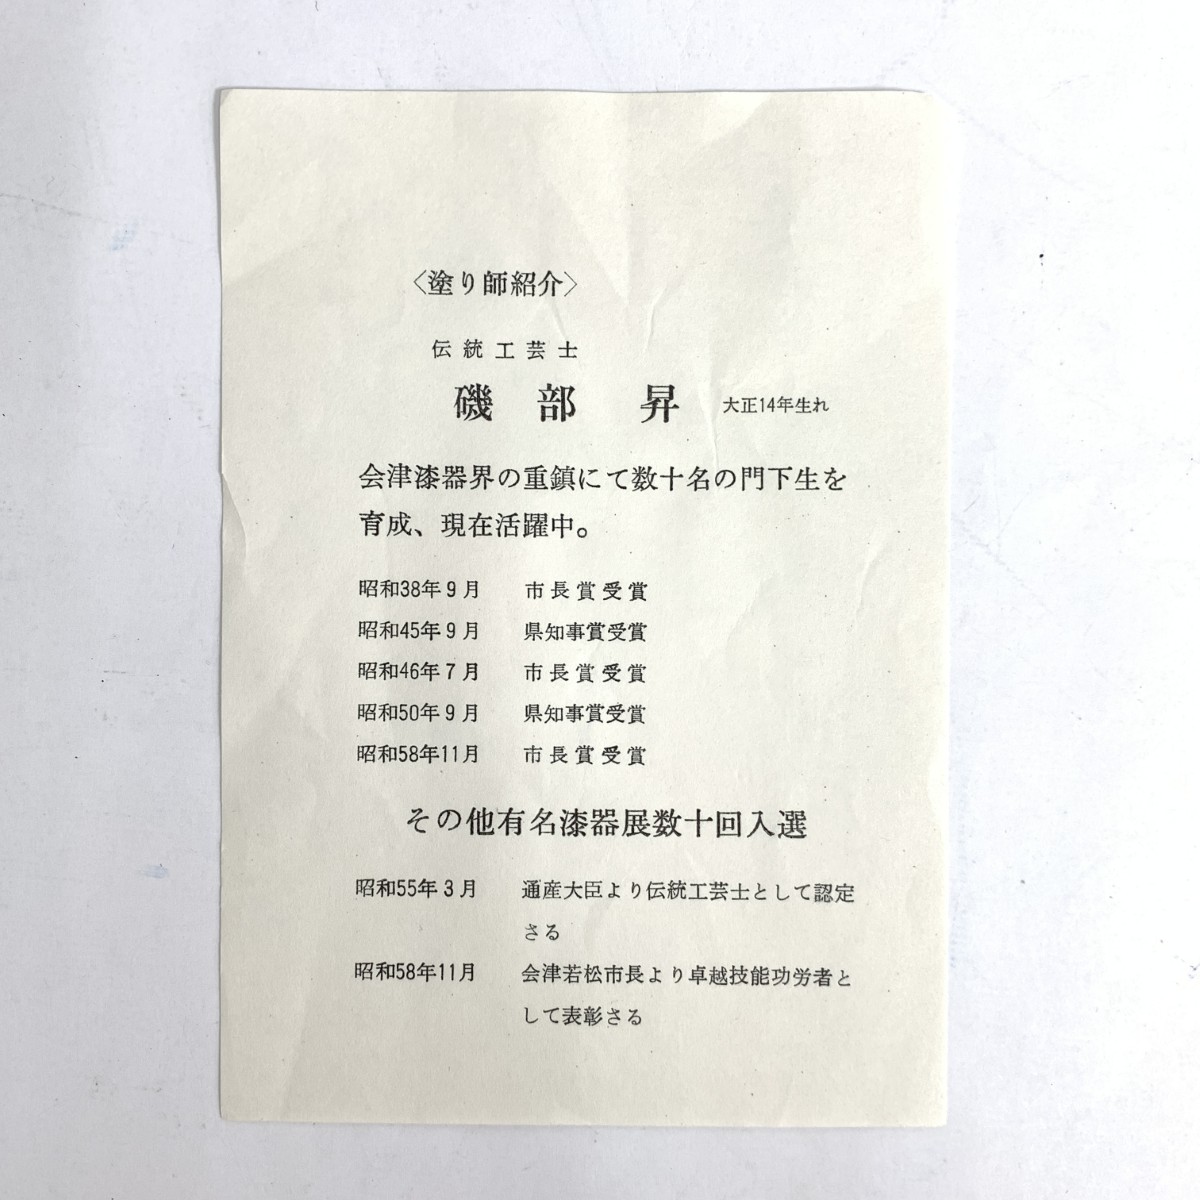 〈塗り師紹介〉
伝統工芸士
磯部 昇 大正14年生れ
会津漆器界の重鎮にて数十名の門下生を
育成、現在活躍中。
昭和38年9月 市長賞受賞
昭和45年9月 県知事賞受賞
昭和46年7月 市長賞受賞
昭和50年9月 県知事賞受賞
昭和58年11月 市長賞受賞
その他有名漆器展数十回入選
昭和55年3月 通産大臣より伝統工芸士として認定
さる
昭和58年11月 会津若松市長より卓越技能功労者と
して表彰さる